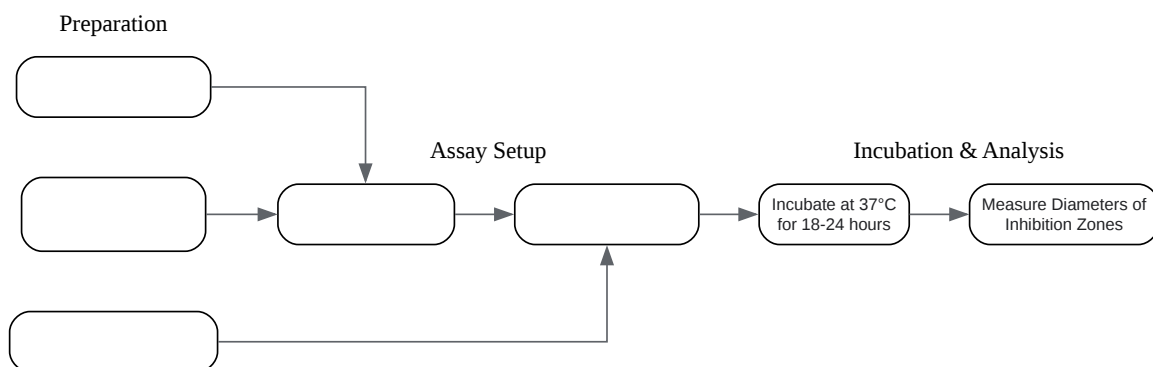 Preparation
Assay Setup
Incubation & Analysis
Incubate at 37°C
for 18-24 hours
Measure Diameters of
Inhibition Zones